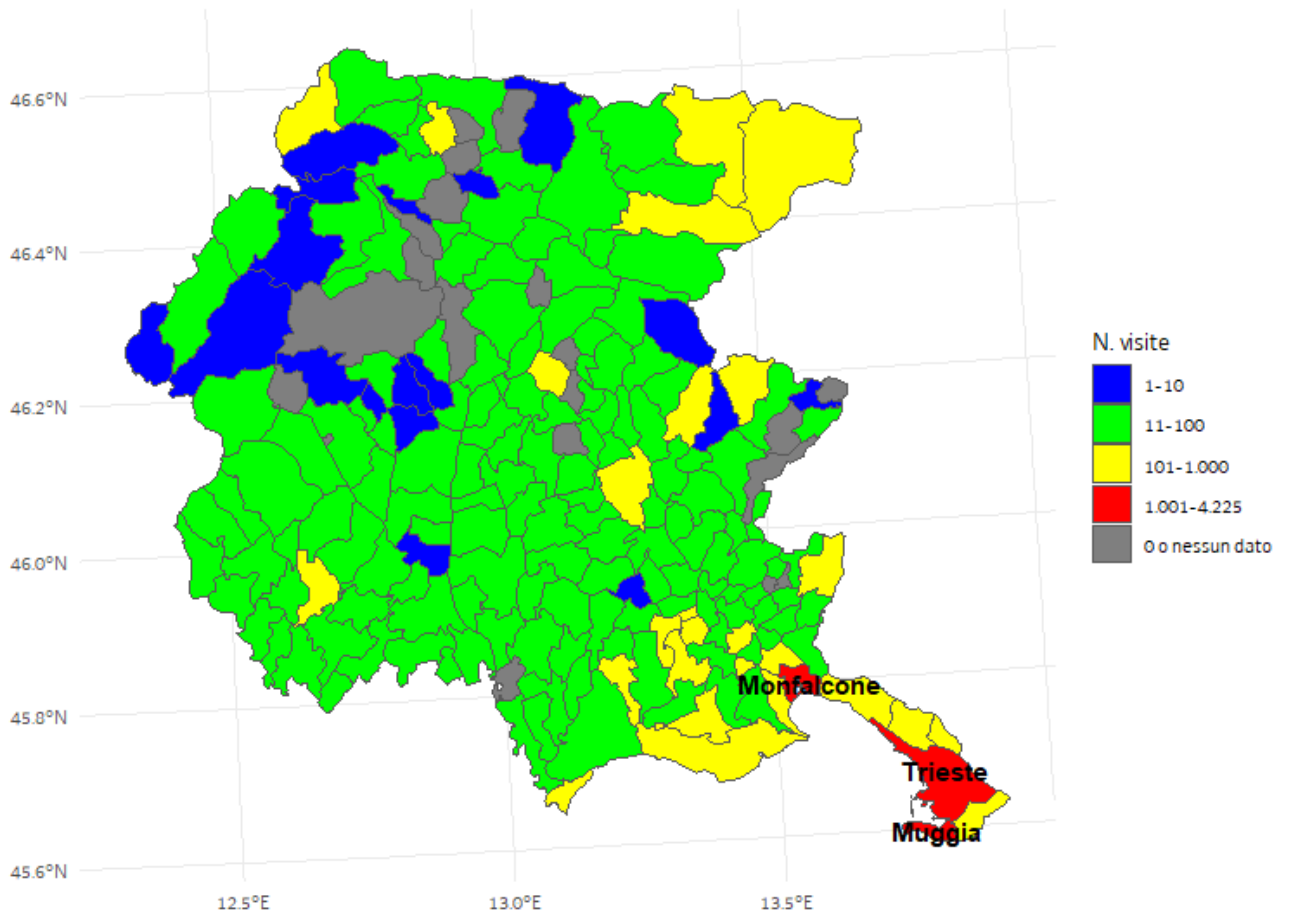 46.6°N
46.4°N
46.2°N
46.0°N
45.8°N
45.6°N
12.5°E
13.0°E
13.5°E
Monfalcone
Trieste
Muggia
N. visite
1-10
11-100
101-1.000
1.001-4.225
0 o nessun dato